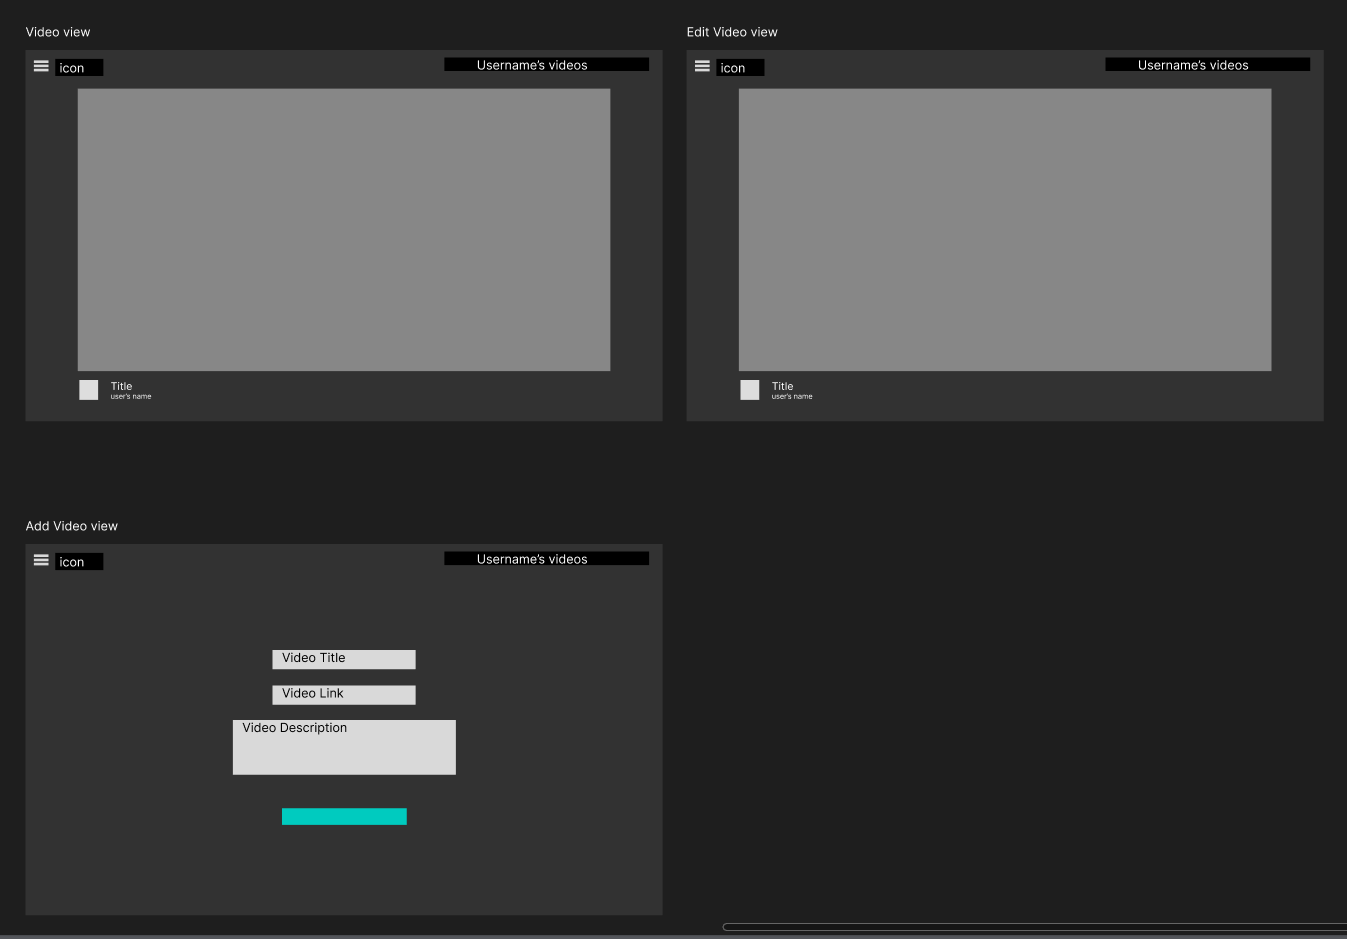 Video view
icon
Username's videos
Title
user's name
Edit Video view
icon
Username's videos
Title
user's name
Add Video view
icon
Username's videos
Video Title
Video Link
Video Description